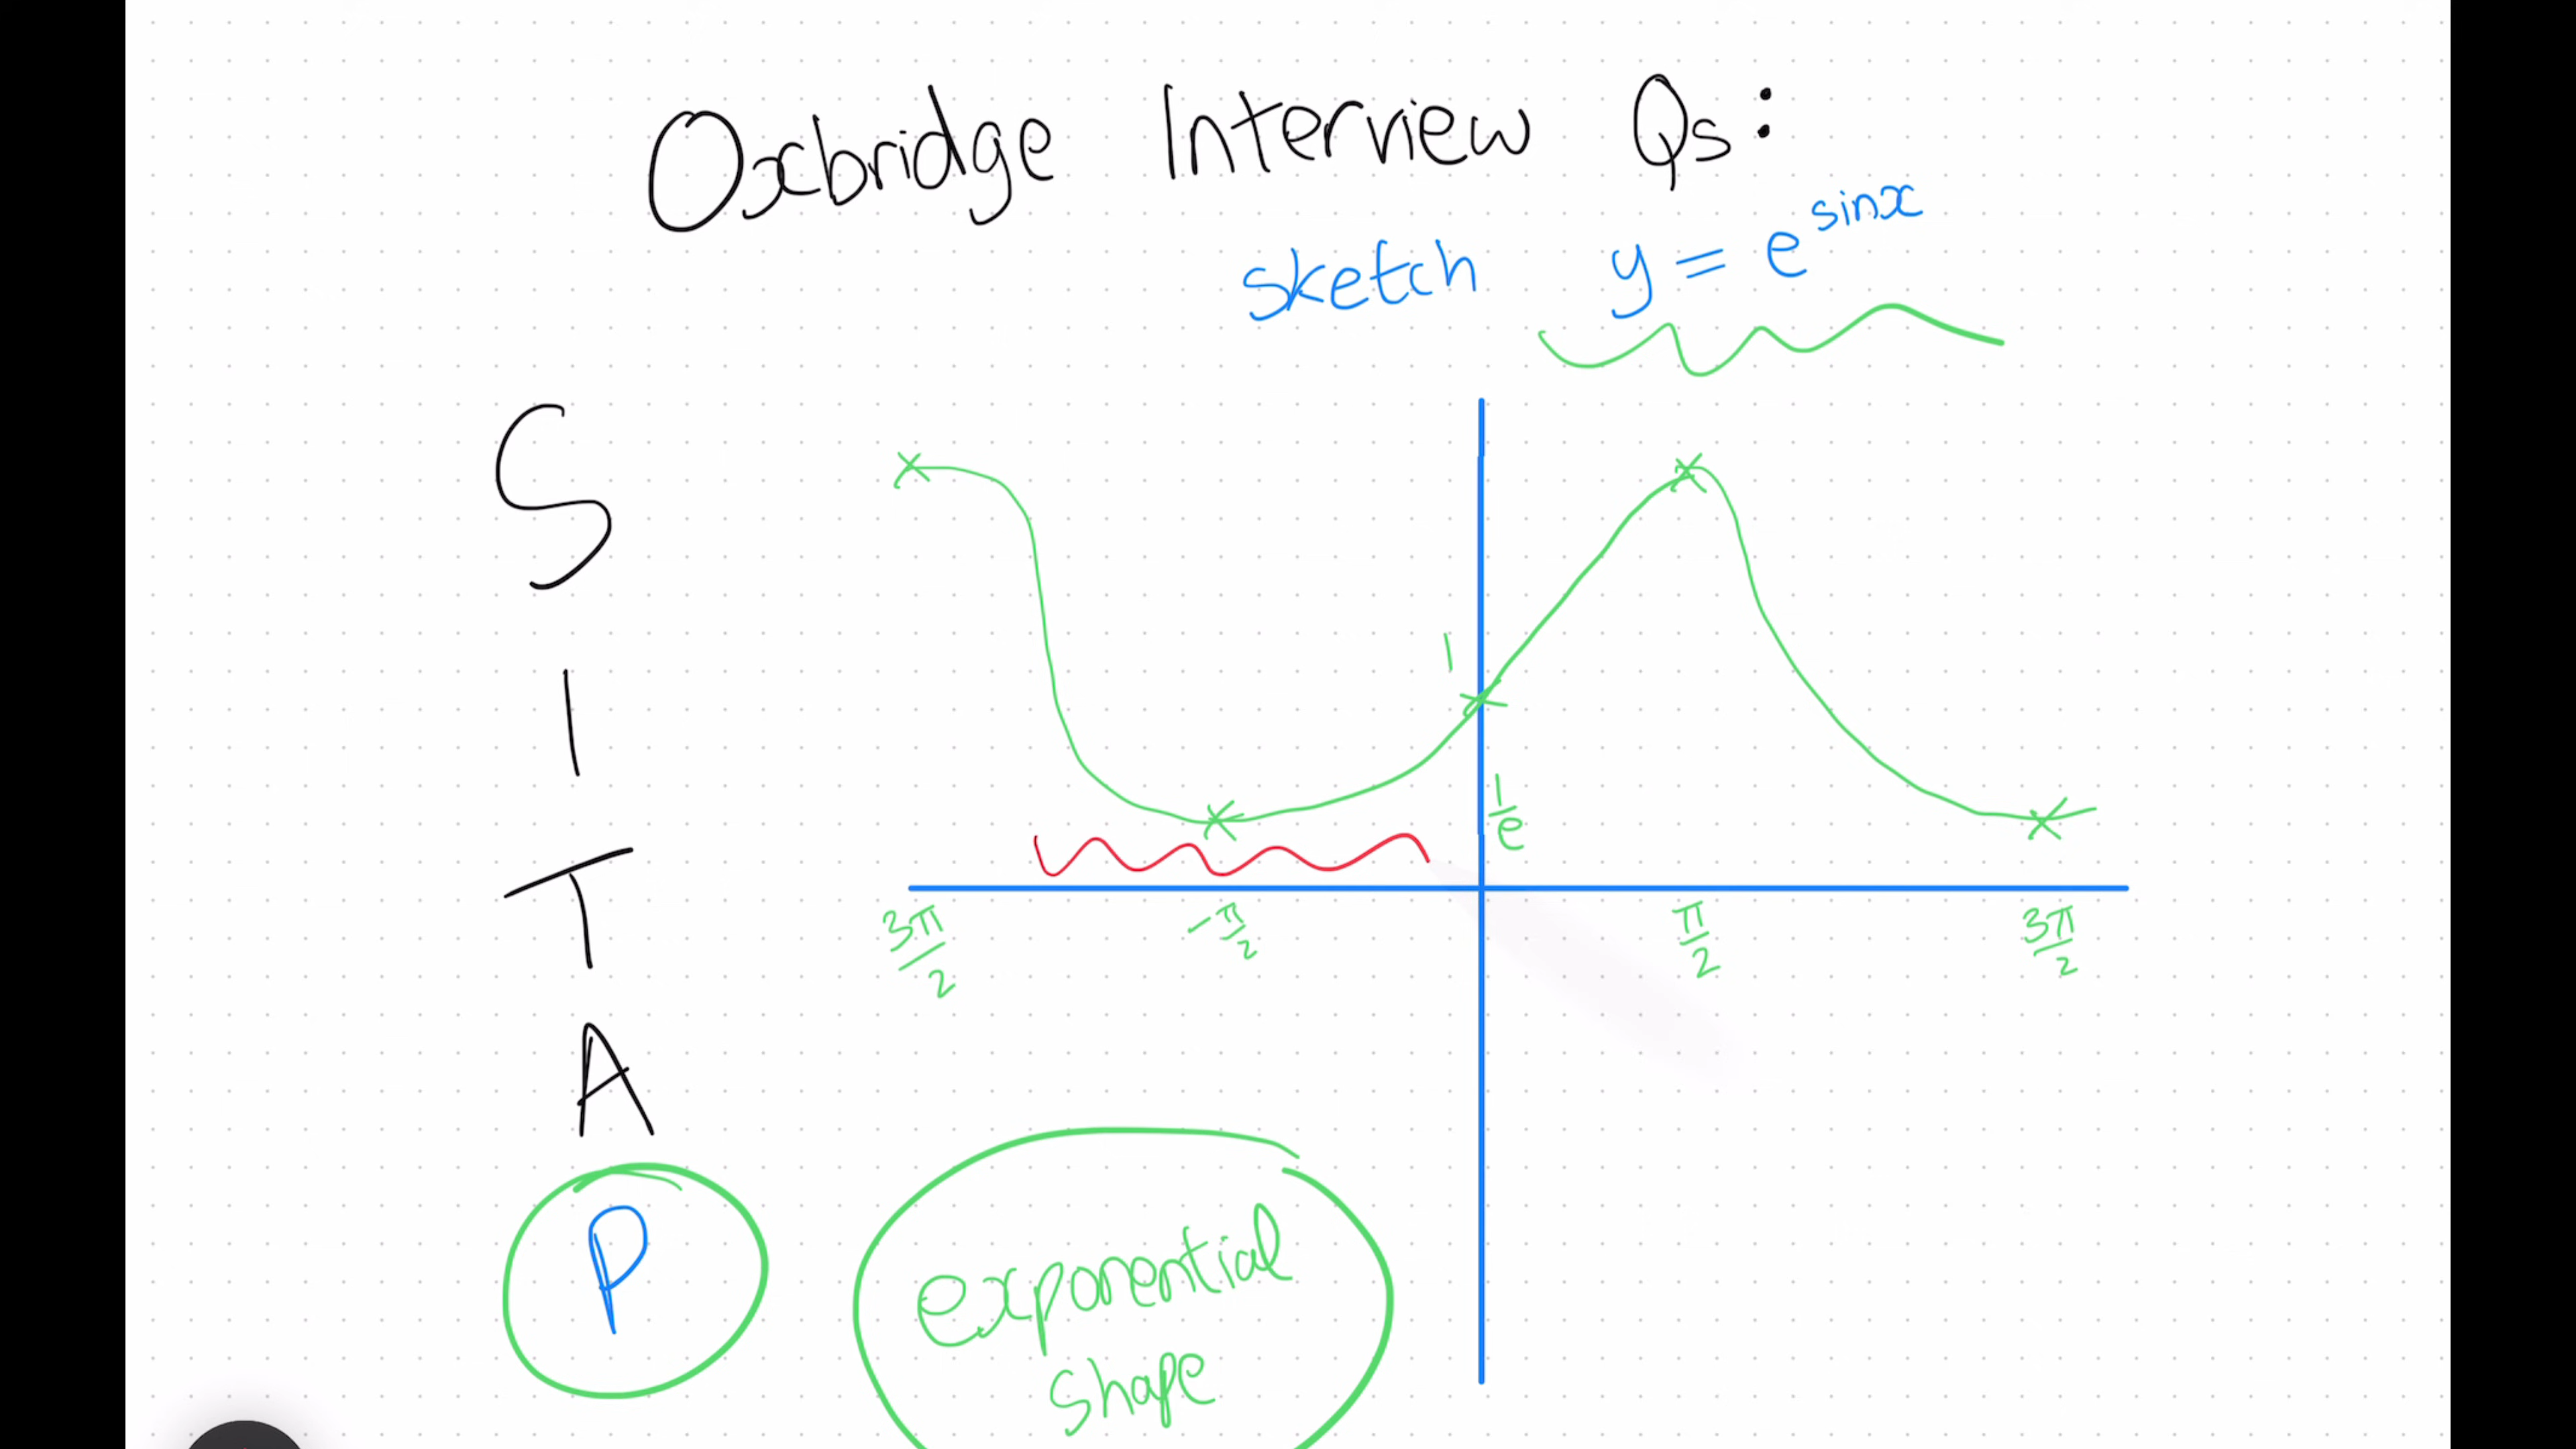 Oxbridge Interview Qs:
sketch y = e^sinx
S
I
T
A
P
1
1/e
3π/2
-π/2
π/2
3π/2
exponential
shape